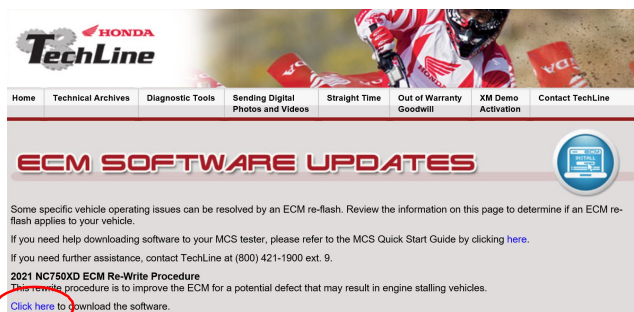 HONDA
TechLine
HONDA
Home Technical Archives Diagnostic Tools Sending Digital Photos and Videos Straight Time Out of Warranty Goodwill XM Demo Activation Contact TechLine
ECM SOFTWARE UPDATES
ECM
INSTALL
Some specific vehicle operating issues can be resolved by an ECM re-flash. Review the information on this page to determine if an ECM re-
flash applies to your vehicle.
If you need help downloading software to your MCS tester, please refer to the MCS Quick Start Guide by clicking here.
If you need further assistance, contact TechLine at (800) 421-1900 ext. 9.
2021 NC750XD ECM Re-Write Procedure
This rewrite procedure is to improve the ECM for a potential defect that may result in engine stalling vehicles.
Click here to download the software.